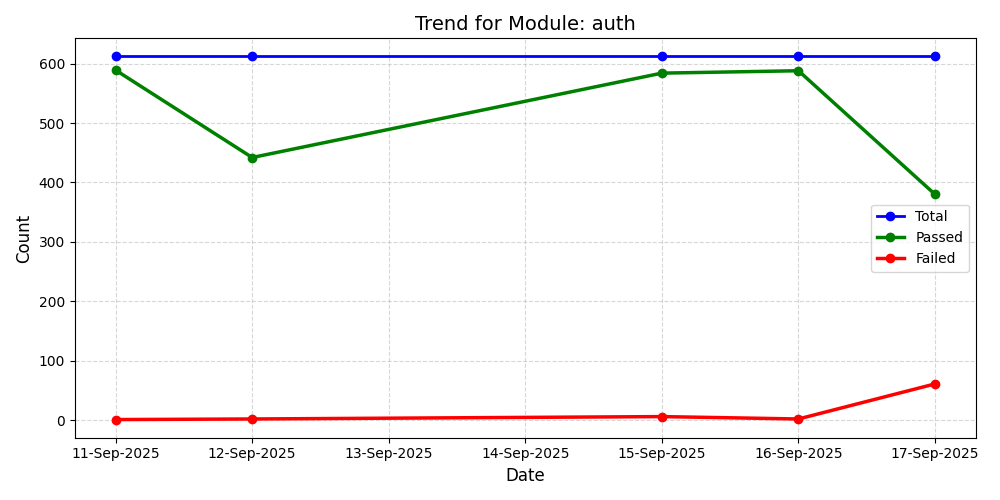 Trend for Module: auth
Count
600
500
400
300
200
100
0
Total
Passed
Failed
11-Sep-2025
12-Sep-2025
13-Sep-2025
14-Sep-2025
15-Sep-2025
16-Sep-2025
17-Sep-2025
Date